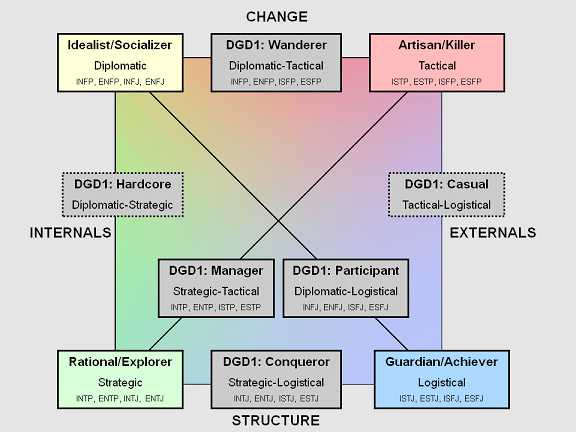 CHANGE
Idealist/Socializer
Diplomatic
INFP, ENFP, INFJ, ENFJ
DGD1: Wanderer
Diplomatic-Tactical
INFP, ENFP, ISFP, ESFP
Artisan/Killer
Tactical
ISTP, ESTP, ISFP, ESFP
DGD1: Hardcore
Diplomatic-Strategic
DGD1: Casual
Tactical-Logistical
INTERNALS
EXTERNALS
DGD1: Manager
Strategic-Tactical
INTP, ENTP, ISTP, ESTP
DGD1: Participant
Diplomatic-Logistical
INFJ, ENFJ, ISFJ, ESFJ
Rational/Explorer
Strategic
INTP, ENTP, INTJ, ENTJ
DGD1: Conqueror
Strategic-Logistical
INTJ, ENTJ, ISTJ, ESTJ
Guardian/Achiever
Logistical
ISTJ, ESTJ, ISFJ, ESFJ
STRUCTURE